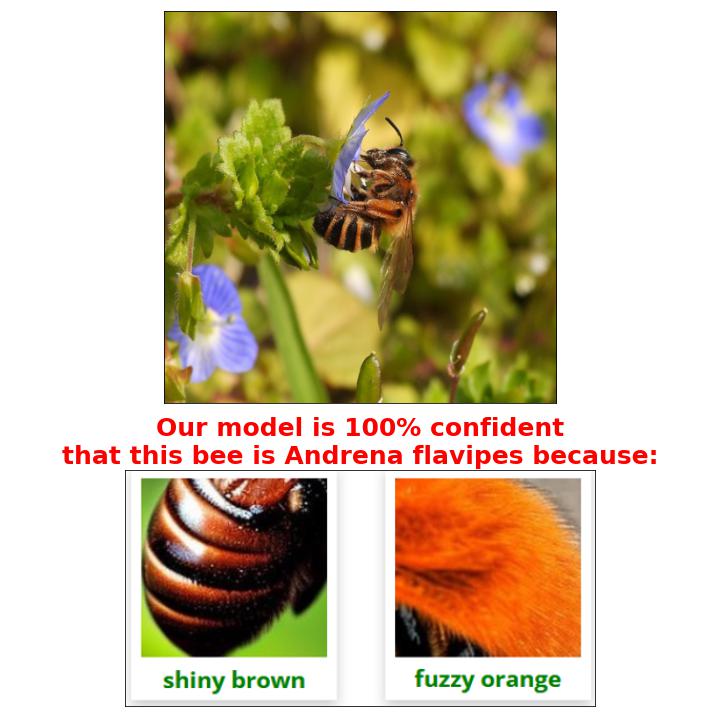 Our model is 100% confident
that this bee is Andrena flavipes because:
shiny brown
fuzzy orange